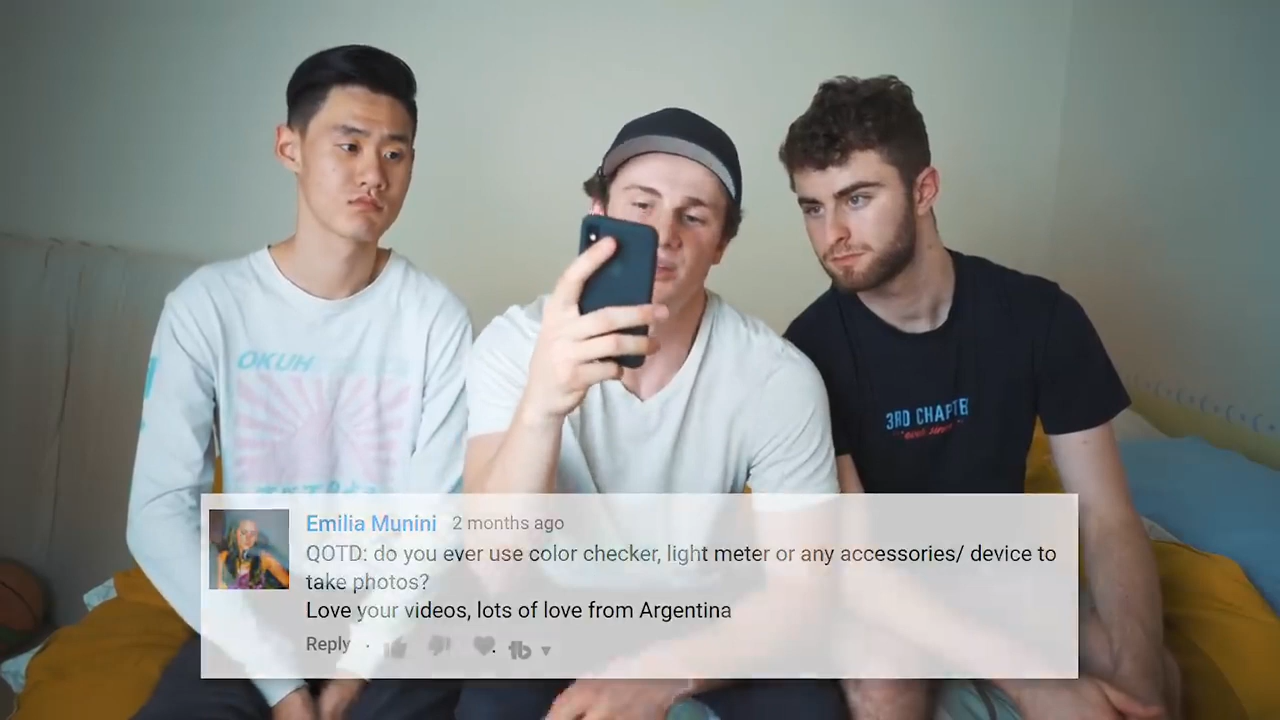 OKUH
3RD CHAPTER
Emilia Munini 2 months ago
QOTD: do you ever use color checker, light meter or any accessories/ device to
take photos?
Love your videos, lots of love from Argentina
Reply